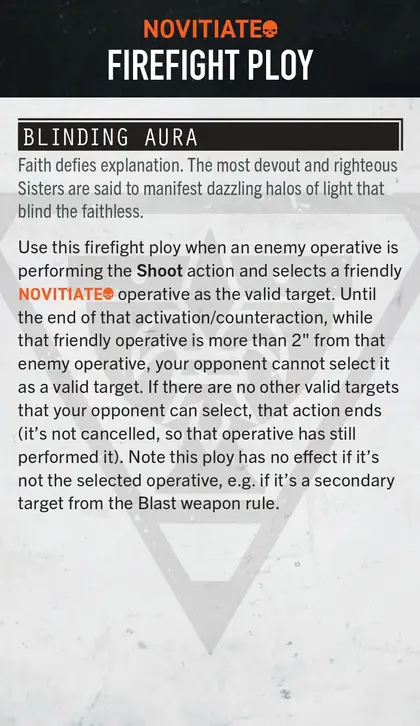 NOVITIATE
FIREFIGHT PLOY
BLINDING AURA
Faith defies explanation. The most devout and righteous
Sisters are said to manifest dazzling halos of light that
blind the faithless.
Use this firefight ploy when an enemy operative is
performing the Shoot action and selects a friendly
NOVITIATE operative as the valid target. Until
the end of that activation/counteraction, while
that friendly operative is more than 2" from that
enemy operative, your opponent cannot select it
as a valid target. If there are no other valid targets
that your opponent can select, that action ends
(it’s not cancelled, so that operative has still
performed it). Note this ploy has no effect if it’s
not the selected operative, e.g. if it’s a secondary
target from the Blast weapon rule.